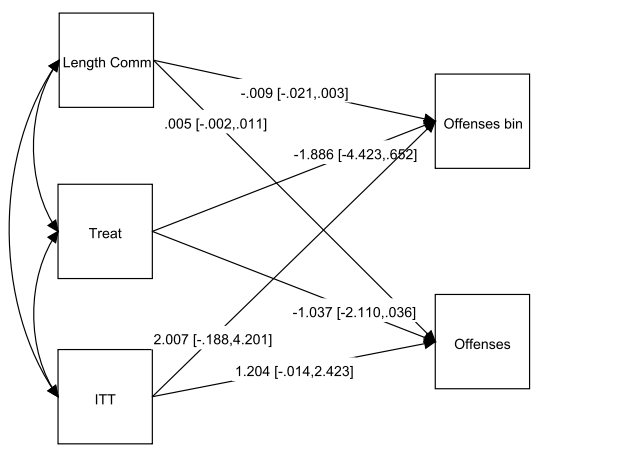 Length Comm
-.009 [-.021,.003]
.005 [-.002,.011]
Offenses bin
-1.886 [-4.423,.652]
Treat
-1.037 [-2.110,.036]
2.007 [-.188,4.201]
Offenses
1.204 [-.014,2.423]
ITT